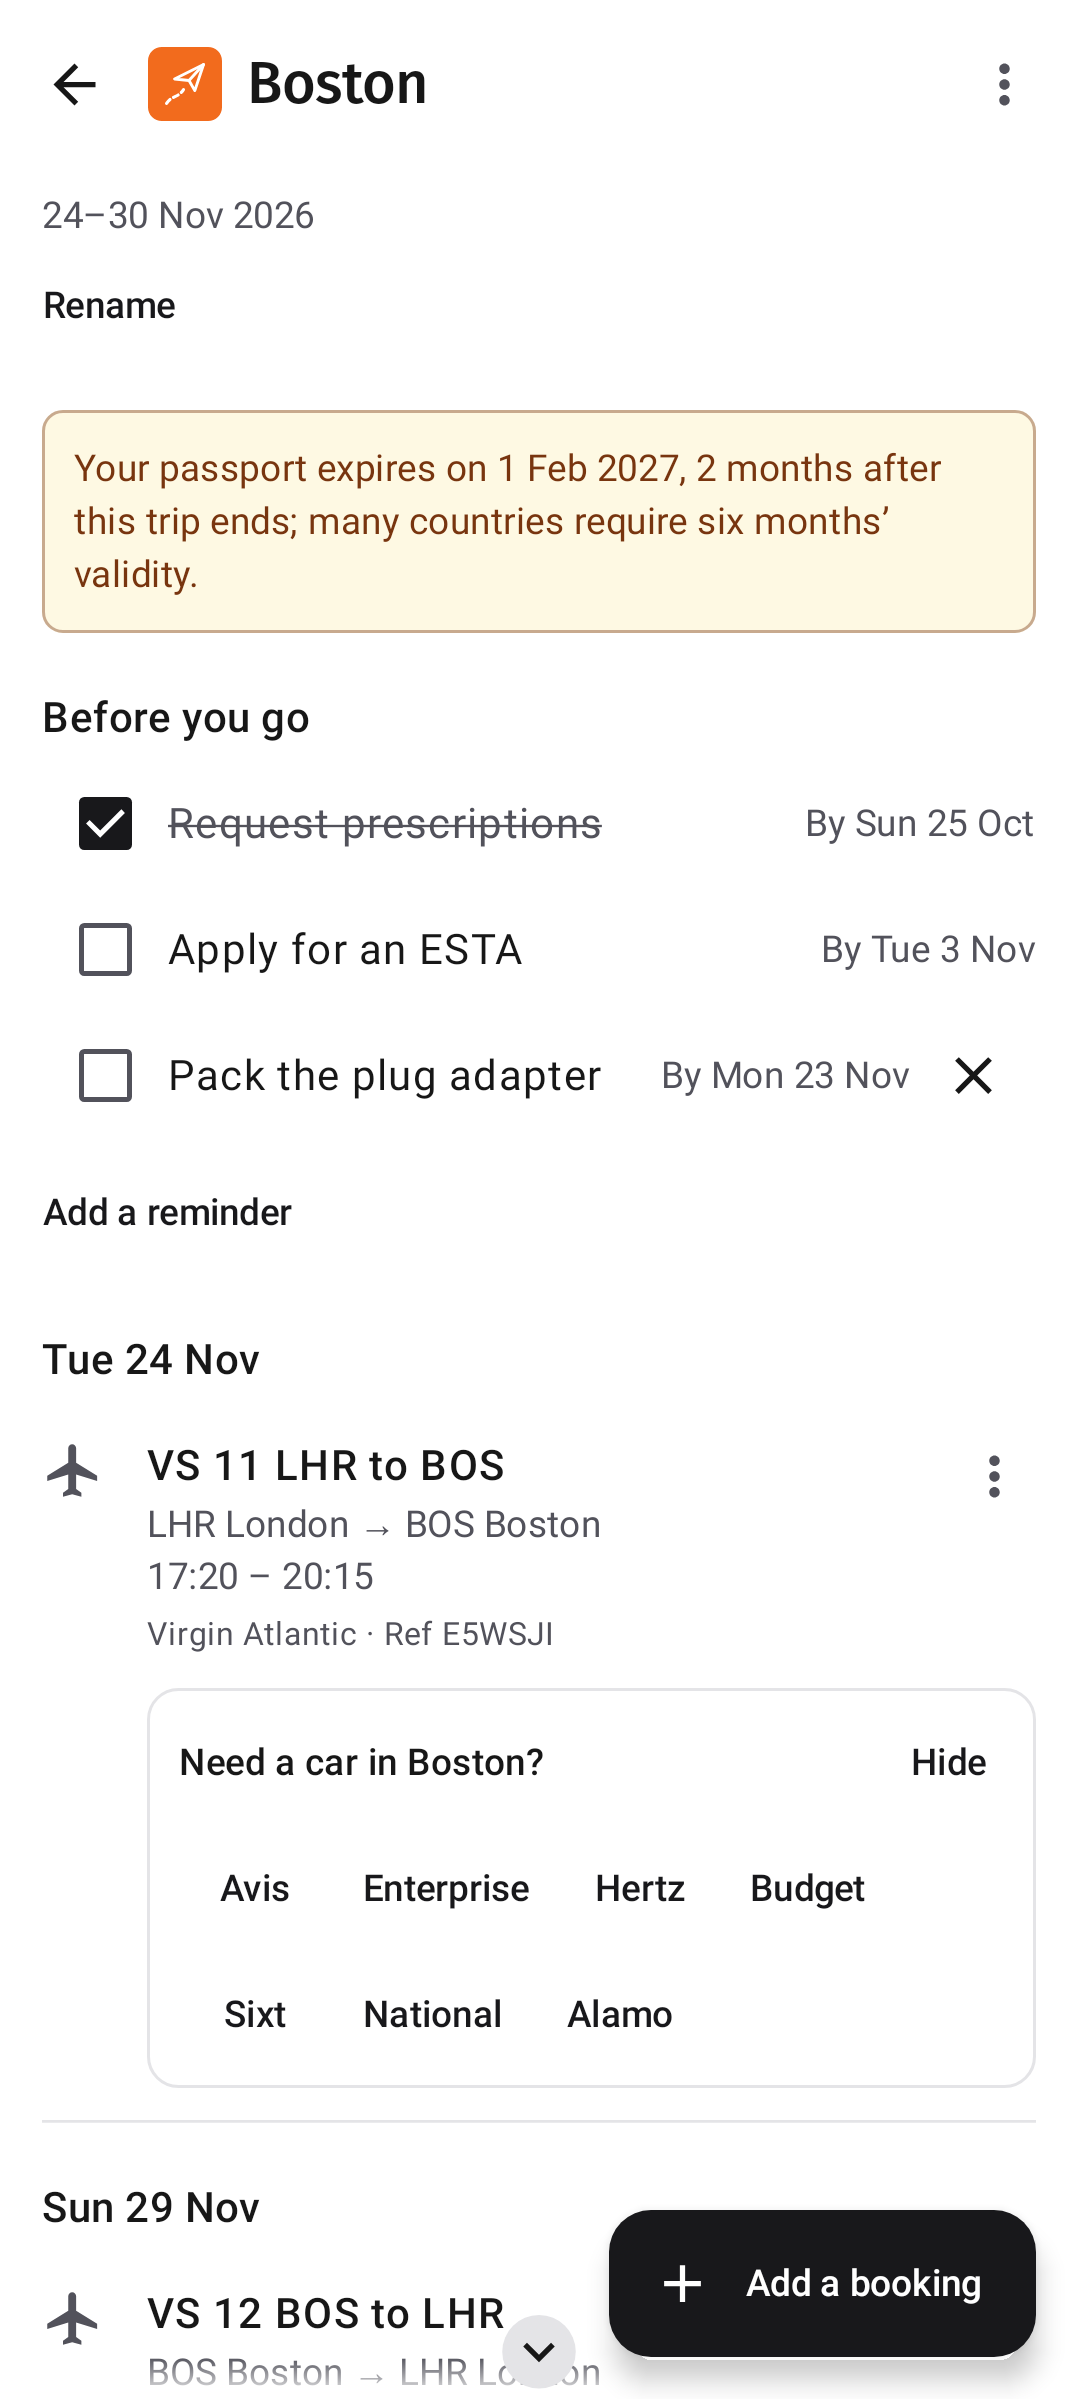 Boston
24–30 Nov 2026
Rename
Your passport expires on 1 Feb 2027, 2 months after
this trip ends; many countries require six months’
validity.
Before you go
Request prescriptions By Sun 25 Oct
Apply for an ESTA By Tue 3 Nov
Pack the plug adapter By Mon 23 Nov
Add a reminder
Tue 24 Nov
VS 11 LHR to BOS
LHR London → BOS Boston
17:20 – 20:15
Virgin Atlantic · Ref E5WSJI
Need a car in Boston? Hide
Avis Enterprise Hertz Budget
Sixt National Alamo
Sun 29 Nov
Add a booking
VS 12 BOS to LHR
BOS Boston → LHR